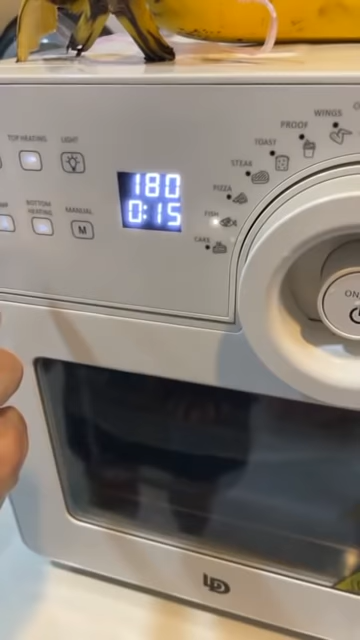 WINGS
PROOF
TOAST
STEAK
PIZZA
FISH
CAKE
TOP HEATING
LIGHT
180
0:15
BOTTOM
HEATING
MANUAL
M
ON